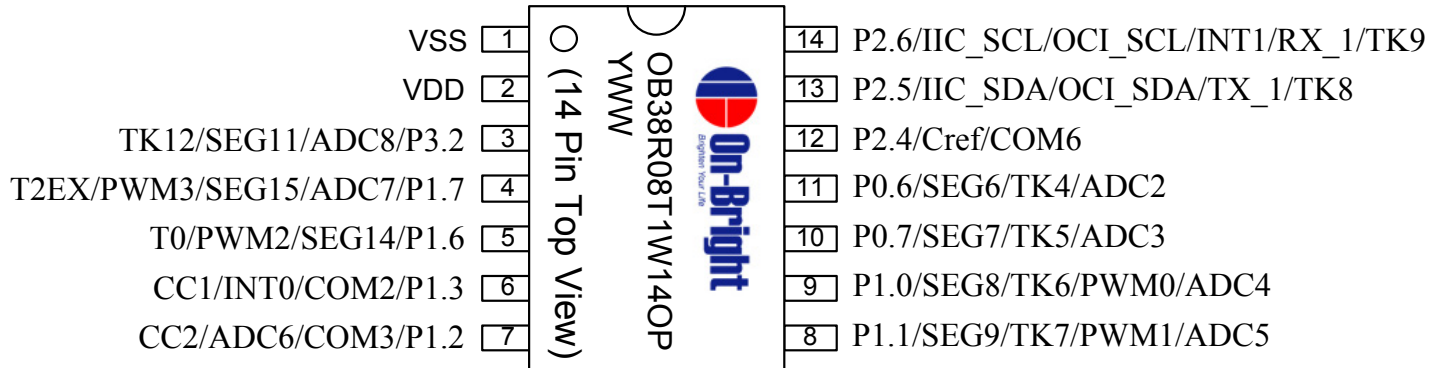 VSS 1
VDD 2
TK12/SEG11/ADC8/P3.2 3
T2EX/PWM3/SEG15/ADC7/P1.7 4
T0/PWM2/SEG14/P1.6 5
CC1/INT0/COM2/P1.3 6
CC2/ADC6/COM3/P1.2 7
(14 Pin Top View)
YWW
OB38R08T1W14OP
On-Bright
Brighten Your Life
14 P2.6/IIC_SCL/OCI_SCL/INT1/RX_1/TK9
13 P2.5/IIC_SDA/OCI_SDA/TX_1/TK8
12 P2.4/Cref/COM6
11 P0.6/SEG6/TK4/ADC2
10 P0.7/SEG7/TK5/ADC3
9 P1.0/SEG8/TK6/PWM0/ADC4
8 P1.1/SEG9/TK7/PWM1/ADC5